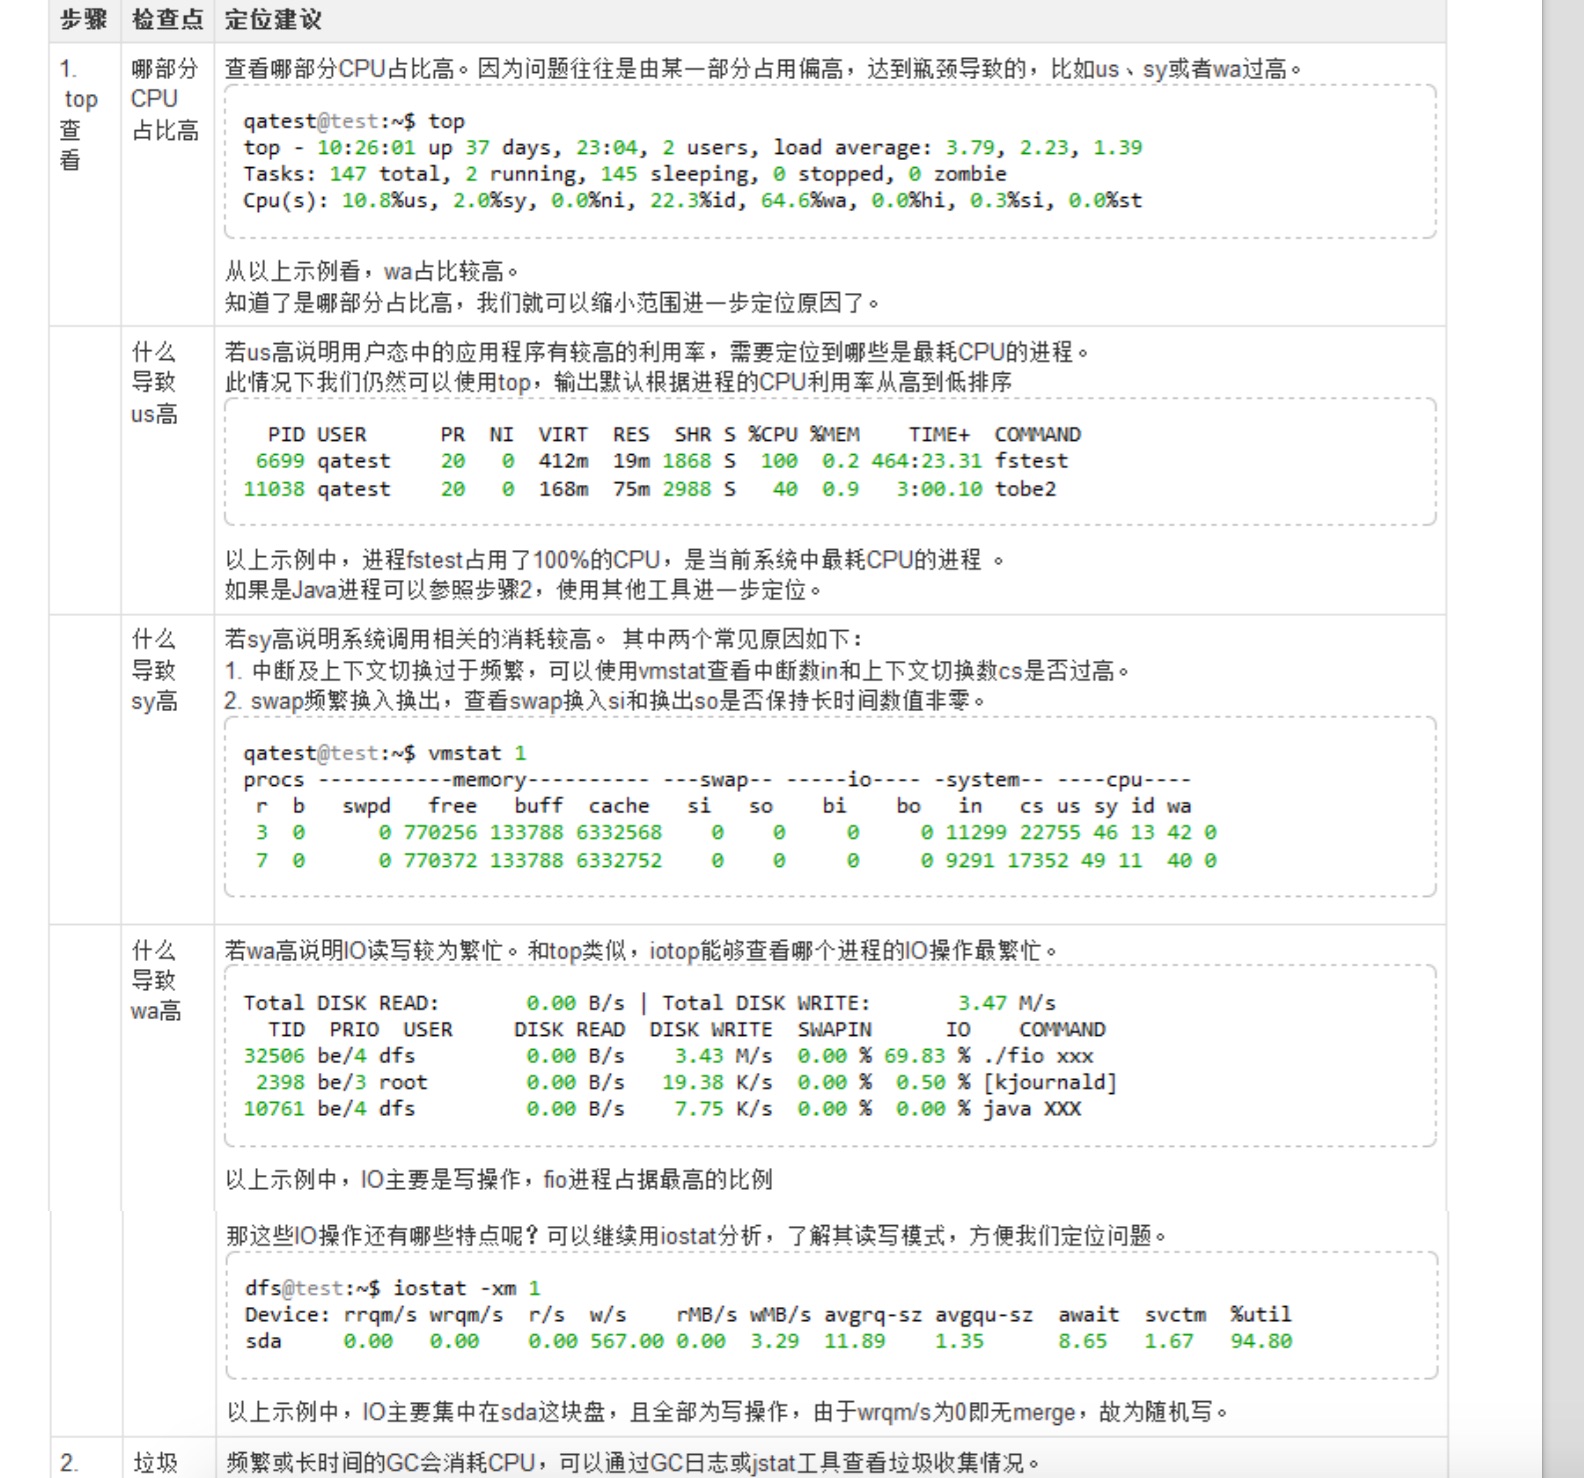 步骤 检查点 定位建议
1. top查看
哪部分CPU占比高
查看哪部分CPU占比高。因为问题往往是由某一部分占用偏高，达到瓶颈导致的，比如us、sy或者wa过高。
qatest@test:~$ top
top - 10:26:01 up 37 days, 23:04, 2 users, load average: 3.79, 2.23, 1.39
Tasks: 147 total, 2 running, 145 sleeping, 0 stopped, 0 zombie
Cpu(s): 10.8%us, 2.0%sy, 0.0%ni, 22.3%id, 64.6%wa, 0.0%hi, 0.3%si, 0.0%st
从以上示例看，wa占比较高。
知道了是哪部分占比高，我们就可以缩小范围进一步定位原因了。
什么导致us高
若us高说明用户态中的应用程序有较高的利用率，需要定位到哪些是最耗CPU的进程。
此情况下我们仍然可以使用top，输出默认根据进程的CPU利用率从高到低排序
PID USER PR NI VIRT RES SHR S %CPU %MEM TIME+ COMMAND
6699 qatest 20 0 412m 19m 1868 S 100 0.2 464:23.31 fstest
11038 qatest 20 0 168m 75m 2988 S 40 0.9 3:00.10 tobe2
以上示例中，进程fstest占用了100%的CPU，是当前系统中最耗CPU的进程 。
如果是Java进程可以参照步骤2，使用其他工具进一步定位。
什么导致sy高
若sy高说明系统调用相关的消耗较高。 其中两个常见原因如下：
1. 中断及上下文切换过于频繁，可以使用vmstat查看中断数in和上下文切换数cs是否过高。
2. swap频繁换入换出，查看swap换入si和换出so是否保持长时间数值非零。
qatest@test:~$ vmstat 1
procs -----------memory---------- ---swap-- -----io---- -system-- ----cpu----
r b swpd free buff cache si so bi bo in cs us sy id wa
3 0 0 770256 133788 6332568 0 0 0 0 11299 22755 46 13 42 0
7 0 0 770372 133788 6332752 0 0 0 0 9291 17352 49 11 40 0
什么导致wa高
若wa高说明IO读写较为繁忙。和top类似，iotop能够查看哪个进程的IO操作最繁忙。
Total DISK READ: 0.00 B/s | Total DISK WRITE: 3.47 M/s
TID PRIO USER DISK READ DISK WRITE SWAPIN IO COMMAND
32506 be/4 dfs 0.00 B/s 3.43 M/s 0.00 % 69.83 % ./fio xxx
2398 be/3 root 0.00 B/s 19.38 K/s 0.00 % 0.50 % [kjournald]
10761 be/4 dfs 0.00 B/s 7.75 K/s 0.00 % 0.00 % java XXX
以上示例中，IO主要是写操作，fio进程占据最高的比例
那这些IO操作还有哪些特点呢？可以继续用iostat分析，了解其读写模式，方便我们定位问题。
dfs@test:~$ iostat -xm 1
Device: rrqm/s wrqm/s r/s w/s rMB/s wMB/s avgrq-sz avgqu-sz await svctm %util
sda 0.00 0.00 0.00 567.00 0.00 3.29 11.89 1.35 8.65 1.67 94.80
以上示例中，IO主要集中在sda这块盘，且全部为写操作，由于wrqm/s为0即无merge，故为随机写。
2. 垃圾 频繁或长时间的GC会消耗CPU，可以通过GC日志或jstat工具查看垃圾收集情况。